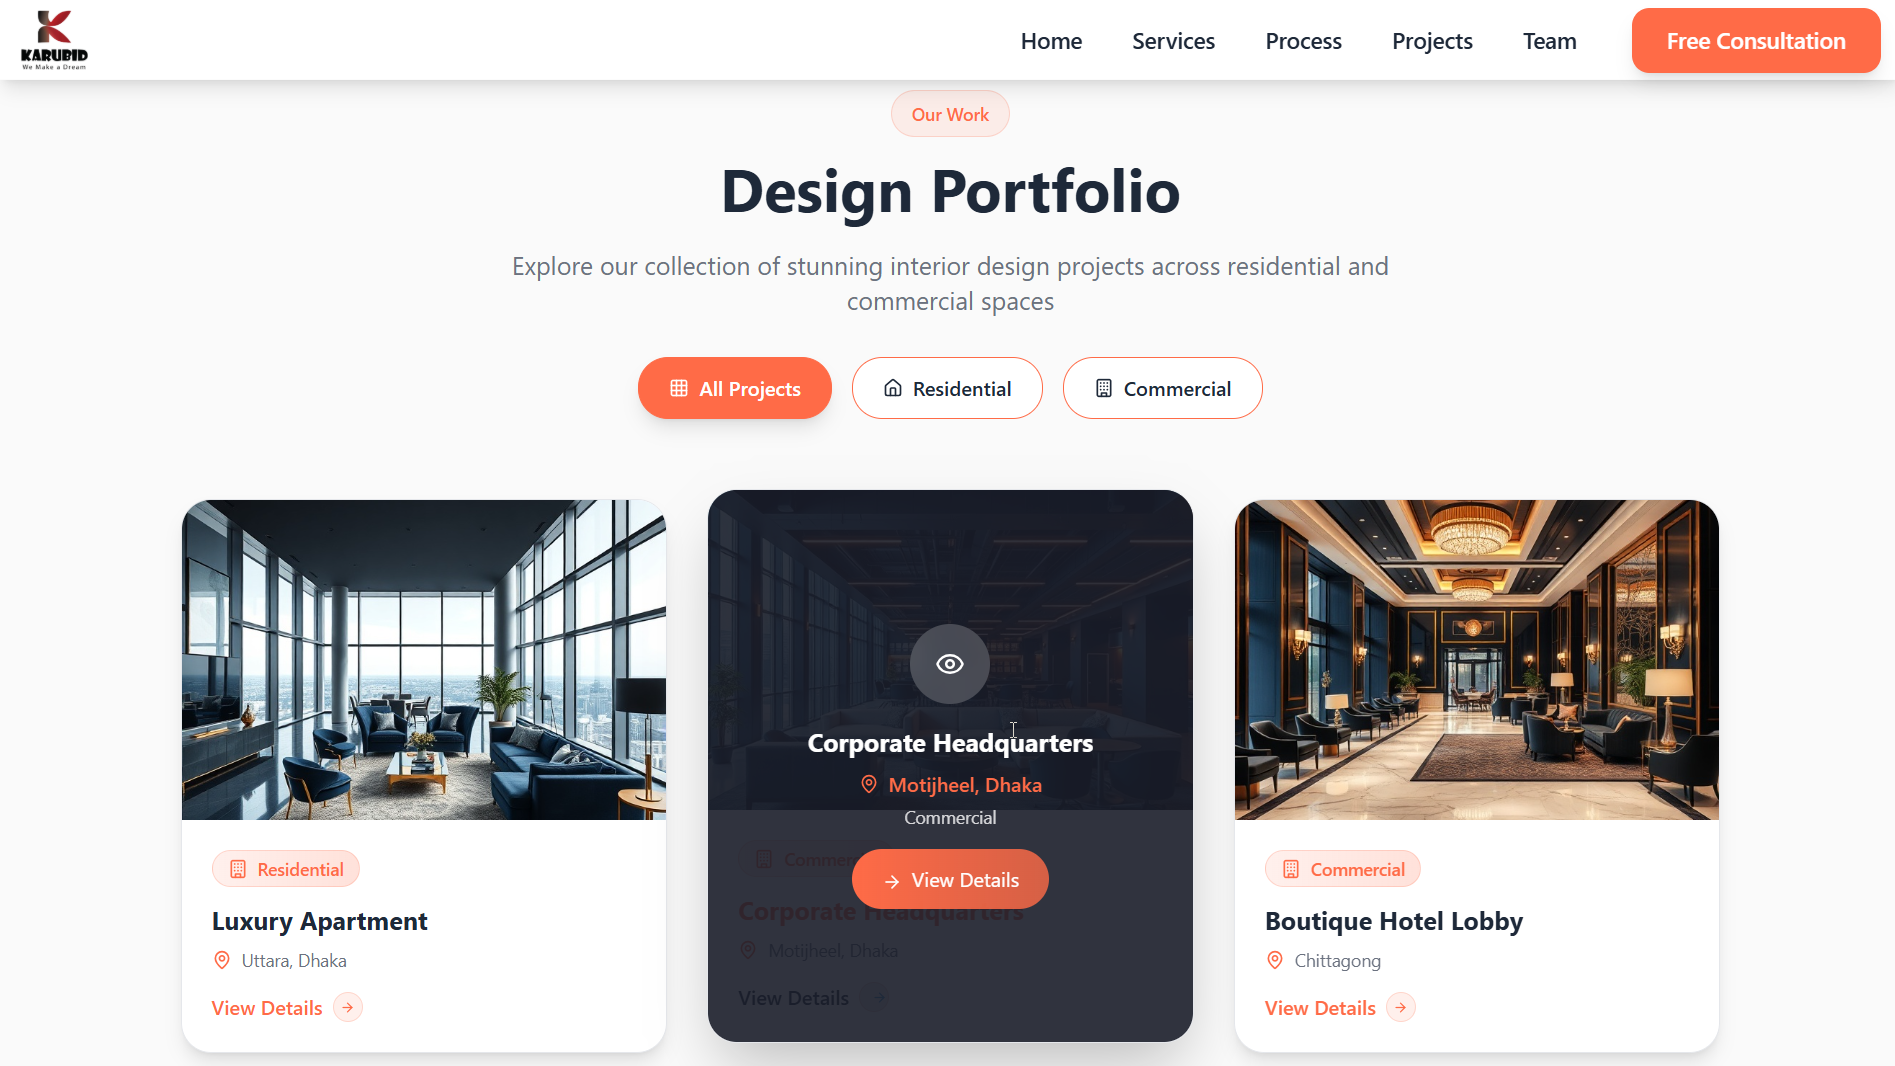 KARUBID
We Make a Dream
Home
Services
Process
Projects
Team
Free Consultation
Our Work
Design Portfolio
Explore our collection of stunning interior design projects across residential and
commercial spaces
All Projects
Residential
Commercial
Residential
Luxury Apartment
Uttara, Dhaka
View Details
Corporate Headquarters
Motijheel, Dhaka
Commercial
View Details
Corporate Headquarters
Motijheel, Dhaka
View Details
Commercial
Boutique Hotel Lobby
Chittagong
View Details